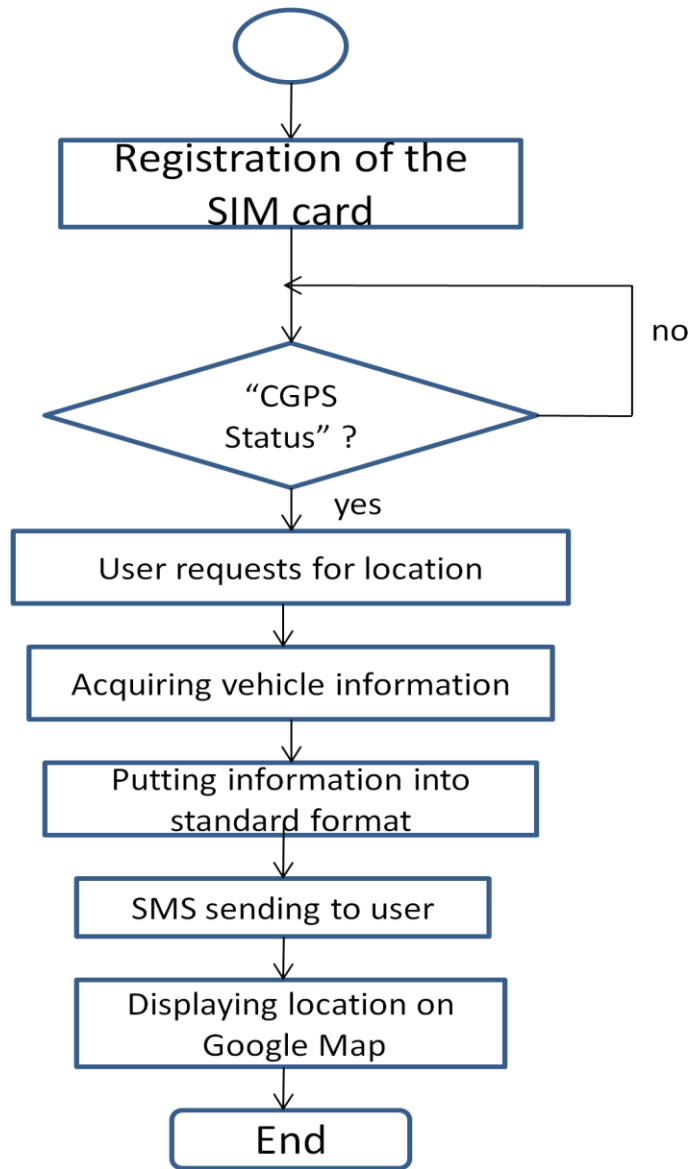 Registration of the
SIM card
no
“CGPS
Status” ?
yes
User requests for location
Acquiring vehicle information
Putting information into
standard format
SMS sending to user
Displaying location on
Google Map
End